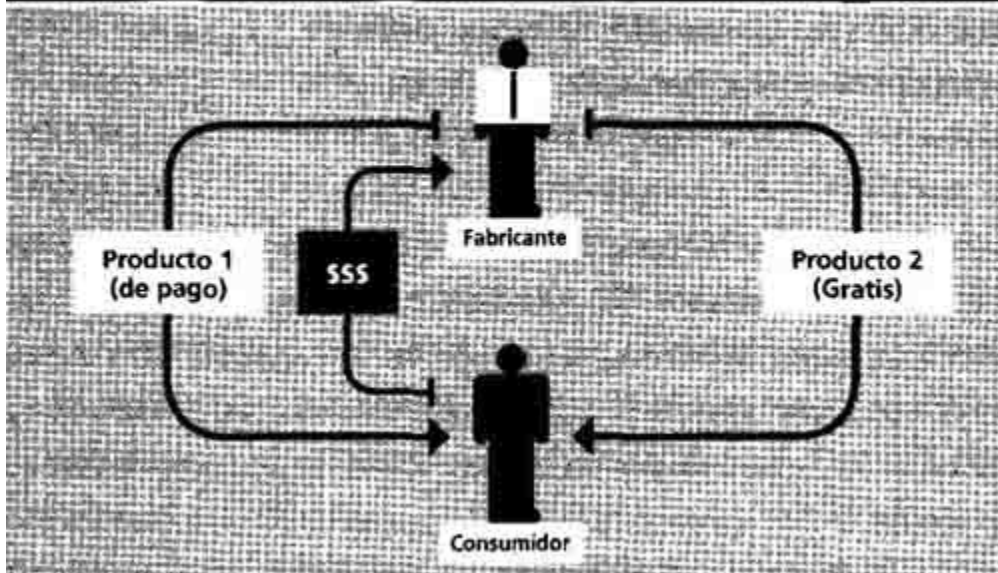 Fabricante
Producto 1
(de pago)
$$$
Producto 2
(Gratis)
Consumidor